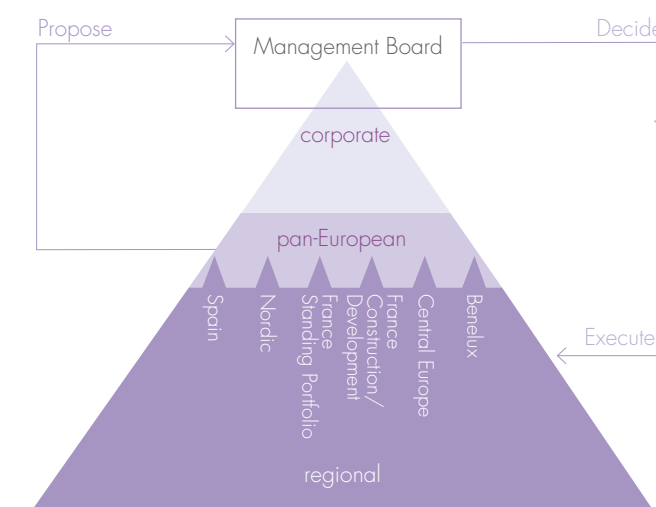 Propose
Decide
Management Board
corporate
pan-European
Spain
Nordic
France
Standing Portfolio
France
Construction/
Development
Central Europe
Benelux
Execute
regional